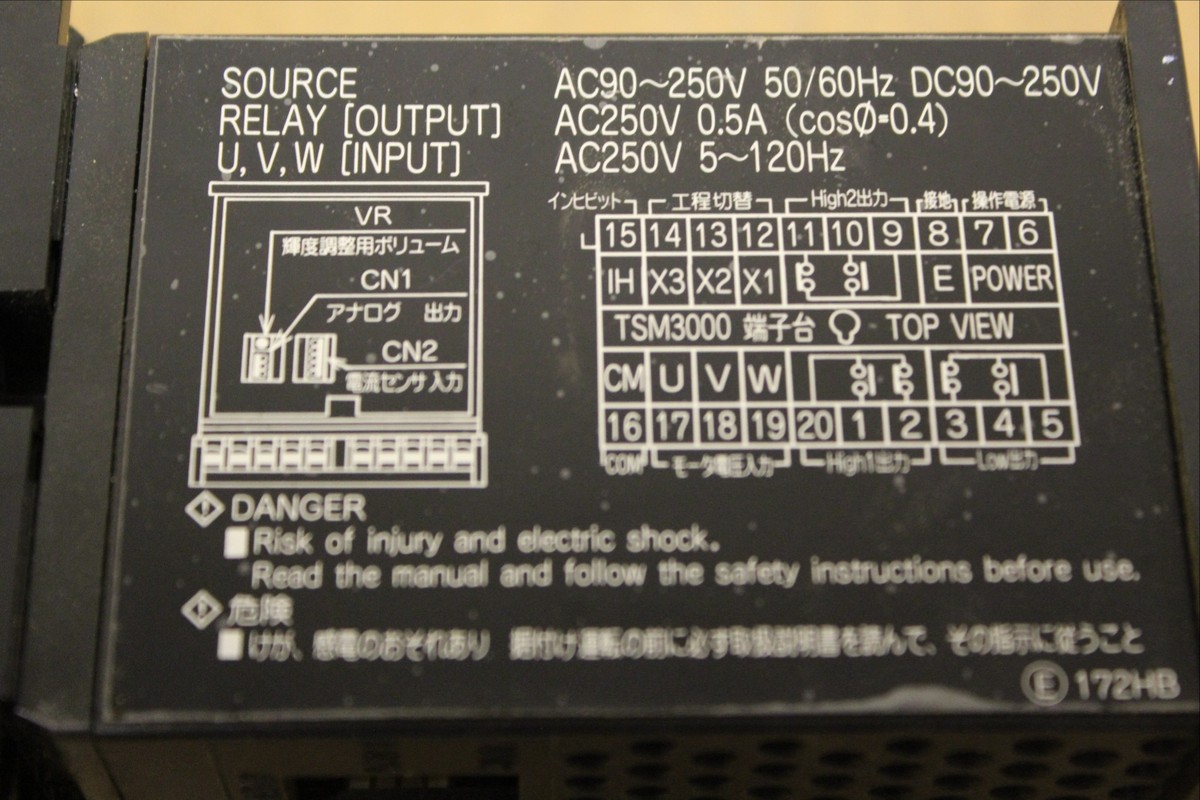 SOURCE AC90～250V 50/60Hz DC90～250V
RELAY [OUTPUT] AC250V 0.5A (cosØ=0.4)
U,V,W [INPUT] AC250V 5～120Hz
VR
輝度調整用ボリューム
CN1
アナログ 出力
CN2
電流センサ入力
インヒビット 工程切替 High2出力 接地 操作電源
15 14 13 12 11 10 9 8 7 6
IH X3 X2 X1 E POWER
TSM3000 端子台 TOP VIEW
CM U V W
16 17 18 19 20 1 2 3 4 5
COM モータ電圧入力 High1出力 Low出力
DANGER
Risk of injury and electric shock.
Read the manual and follow the safety instructions before use.
危険
けが、感電のおそれあり 据付け運転の前に必ず取扱説明書を読んで、その指示に従うこと
E 172HB